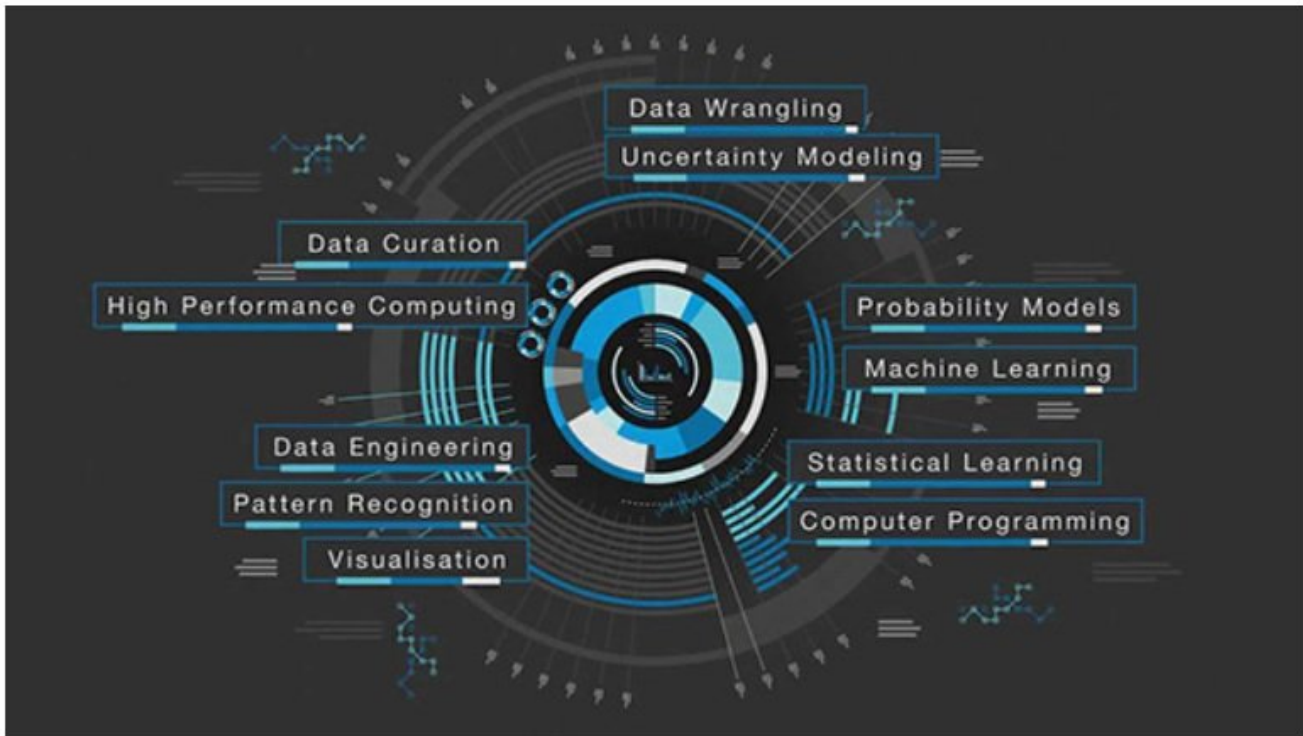 Data Wrangling
Uncertainty Modeling
Data Curation
High Performance Computing
Probability Models
Machine Learning
Data Engineering
Pattern Recognition
Visualisation
Statistical Learning
Computer Programming